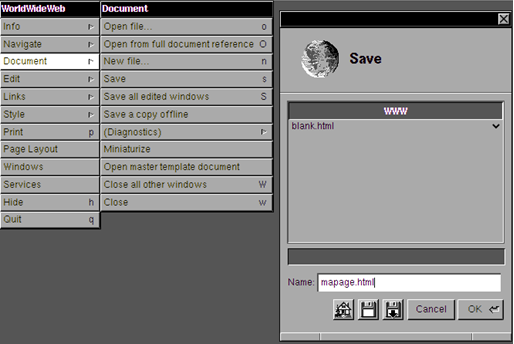 WorldWideWeb
Info
Navigate
Document
Edit
Links
Style
Print p
Page Layout
Windows
Services
Hide h
Quit q
Document
Open file... o
Open from full document reference O
New file... n
Save s
Save all edited windows S
Save a copy offline
(Diagnostics)
Miniaturize
Open master template document
Close all other windows W
Close w
Save
WWW
blank.html
Name: mapage.html
Cancel OK